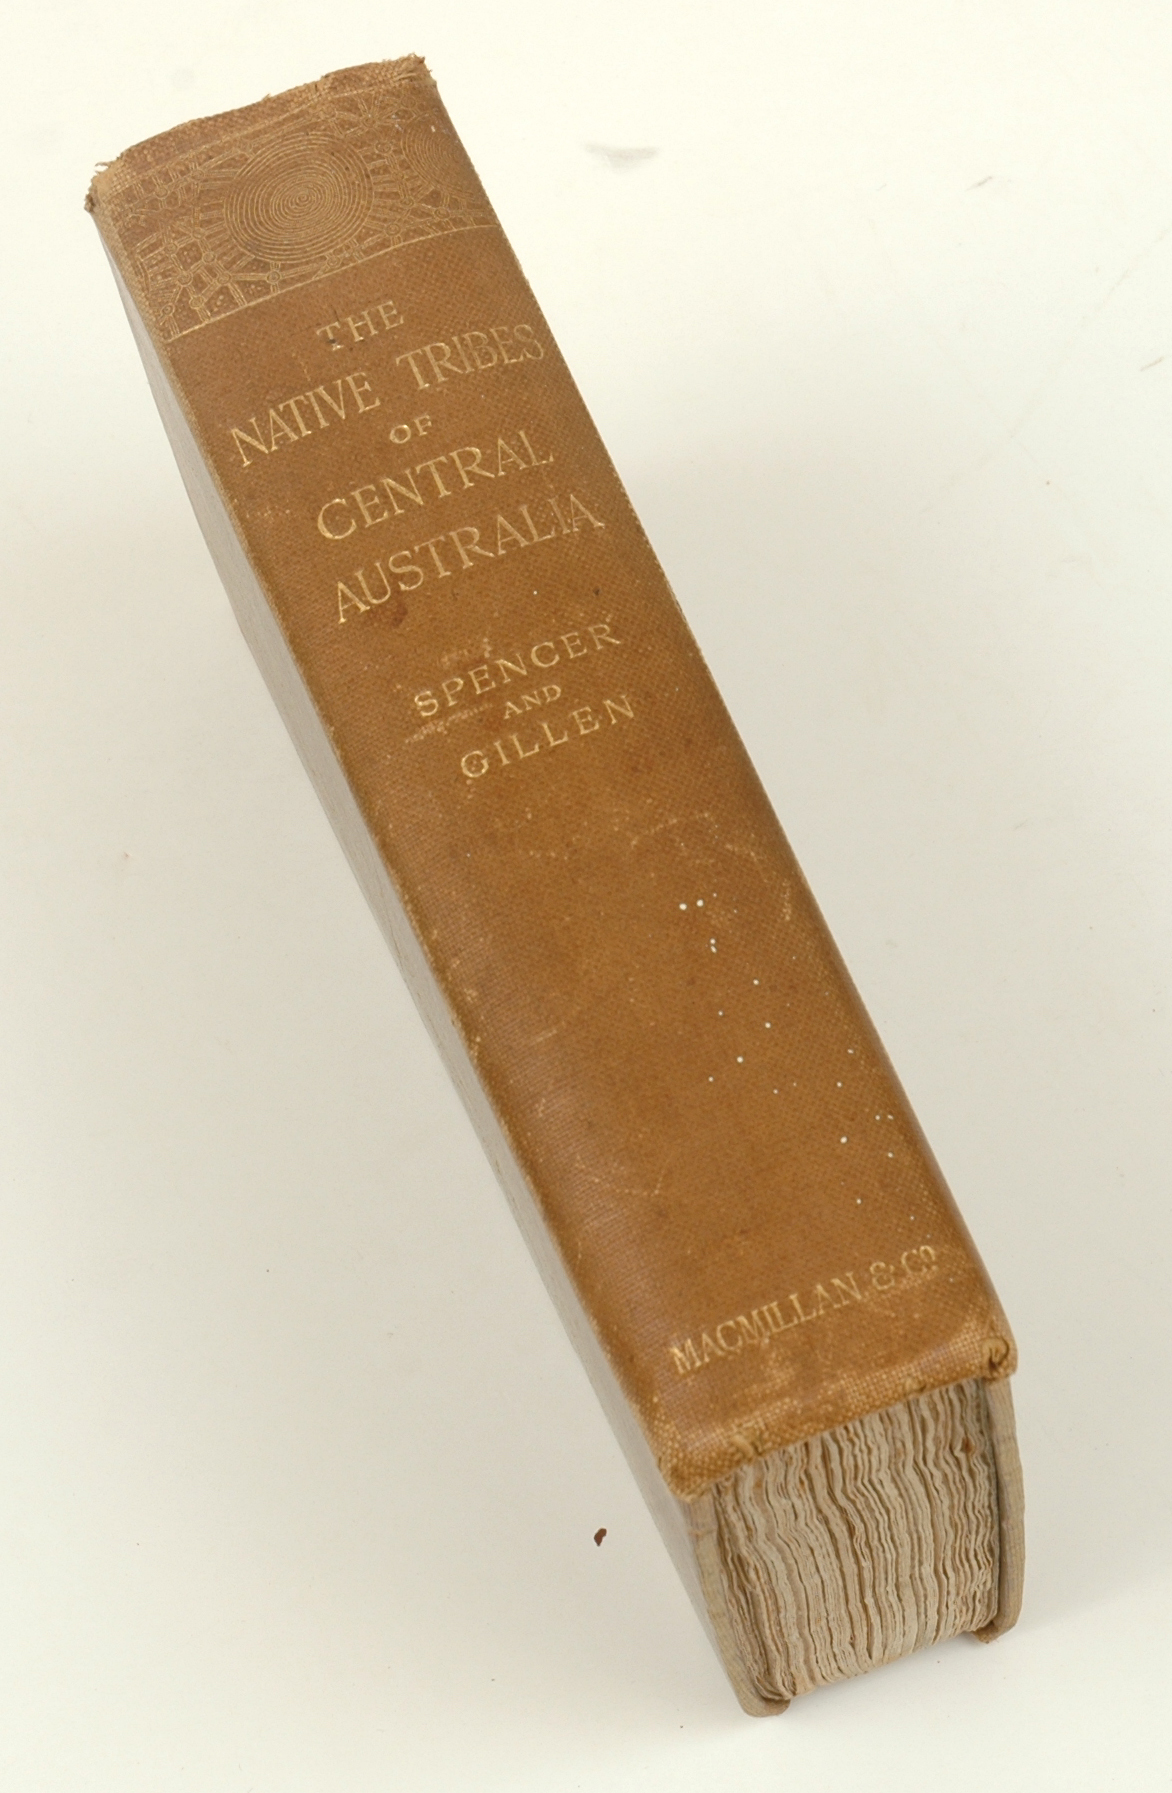 THE
NATIVE TRIBES
OF
CENTRAL
AUSTRALIA
SPENCER
AND
GILLEN
MACMILLAN & Co